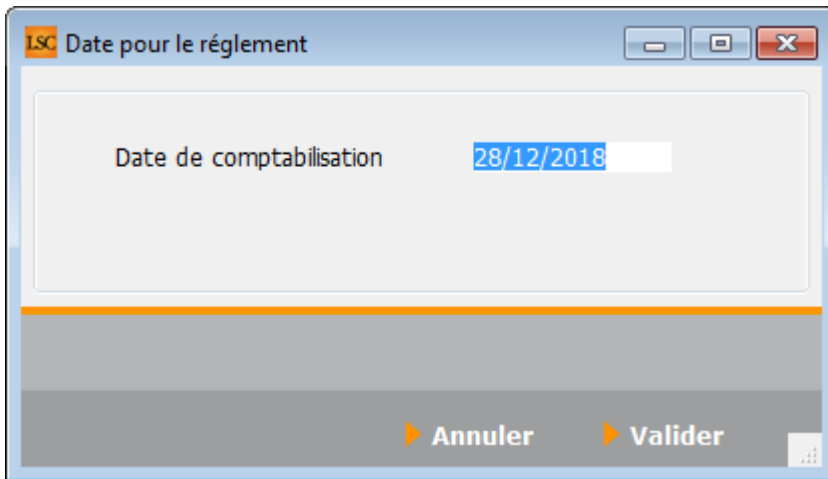 LSC Date pour le réglement
Date de comptabilisation 28/12/2018
Annuler Valider